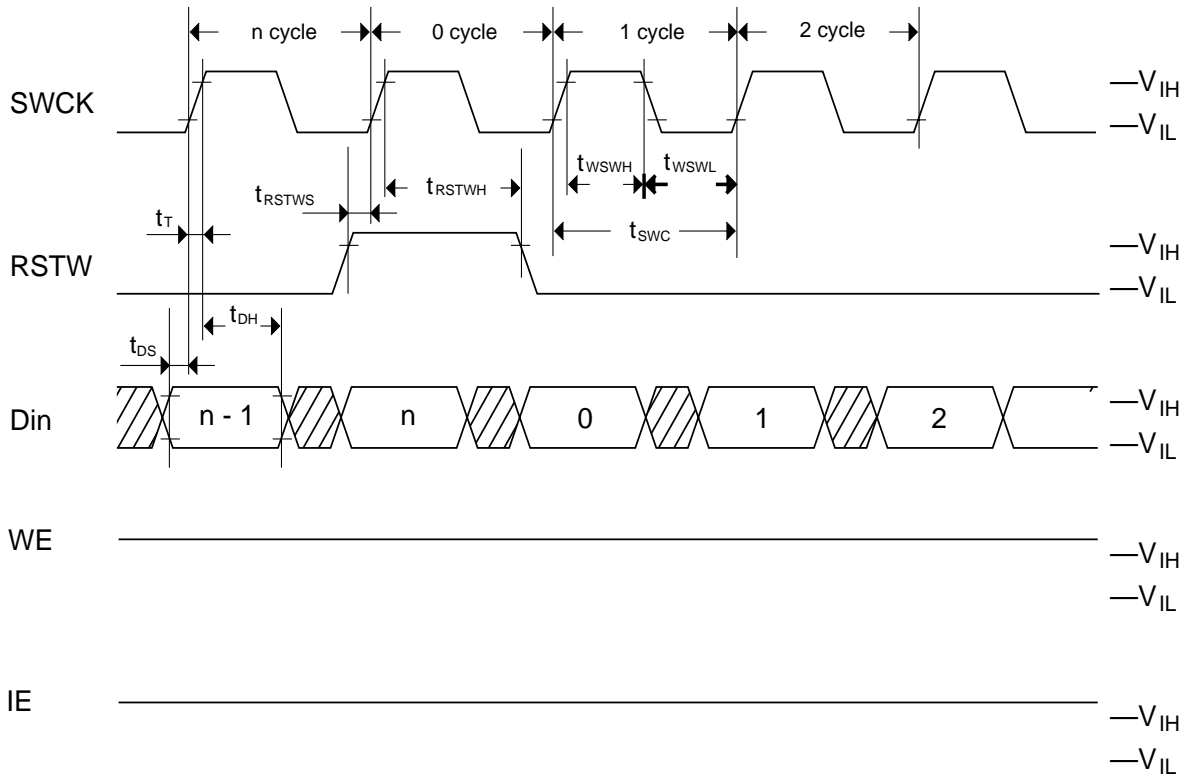 n cycle 0 cycle 1 cycle 2 cycle
SWCK
—VIH
—VIL
tWSWH tWSWL
tRSTWS tRSTWH
tT
tSWC
RSTW
—VIH
—VIL
tDH
tDS
Din
n - 1 n 0 1 2
—VIH
—VIL
WE
—VIH
—VIL
IE
—VIH
—VIL